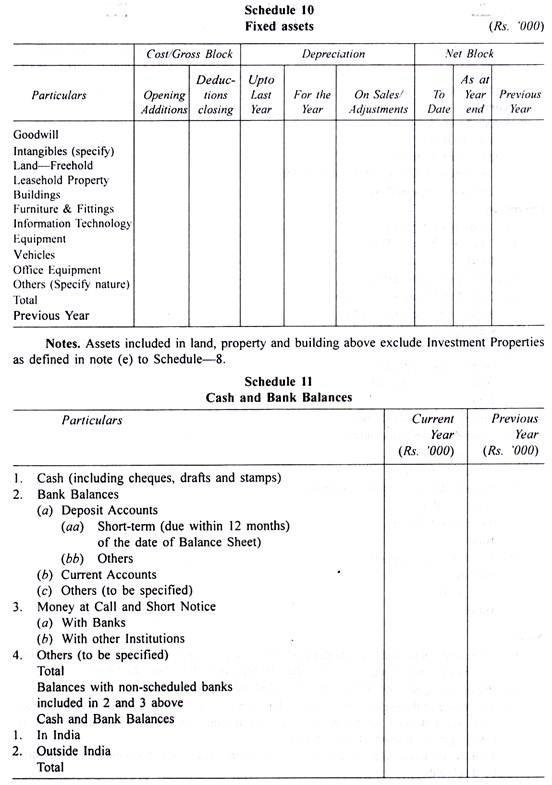 Schedule 10
Fixed assets
(Rs. '000)
Cost/Gross Block Depreciation Net Block
Particulars Opening Additions Deductions closing Upto Last Year For the Year On Sales/ Adjustments To Date As at Year end Previous Year
Goodwill
Intangibles (specify)
Land—Freehold
Leasehold Property
Buildings
Furniture & Fittings
Information Technology
Equipment
Vehicles
Office Equipment
Others (Specify nature)
Total
Previous Year
Notes. Assets included in land, property and building above exclude Investment Properties
as defined in note (e) to Schedule—8.
Schedule 11
Cash and Bank Balances
Particulars Current Previous
Year Year
(Rs. '000) (Rs. '000)
1. Cash (including cheques, drafts and stamps)
2. Bank Balances
(a) Deposit Accounts
(aa) Short-term (due within 12 months)
of the date of Balance Sheet)
(bb) Others
(b) Current Accounts
(c) Others (to be specified)
3. Money at Call and Short Notice
(a) With Banks
(b) With other Institutions
4. Others (to be specified)
Total
Balances with non-scheduled banks
included in 2 and 3 above
Cash and Bank Balances
1. In India
2. Outside India
Total